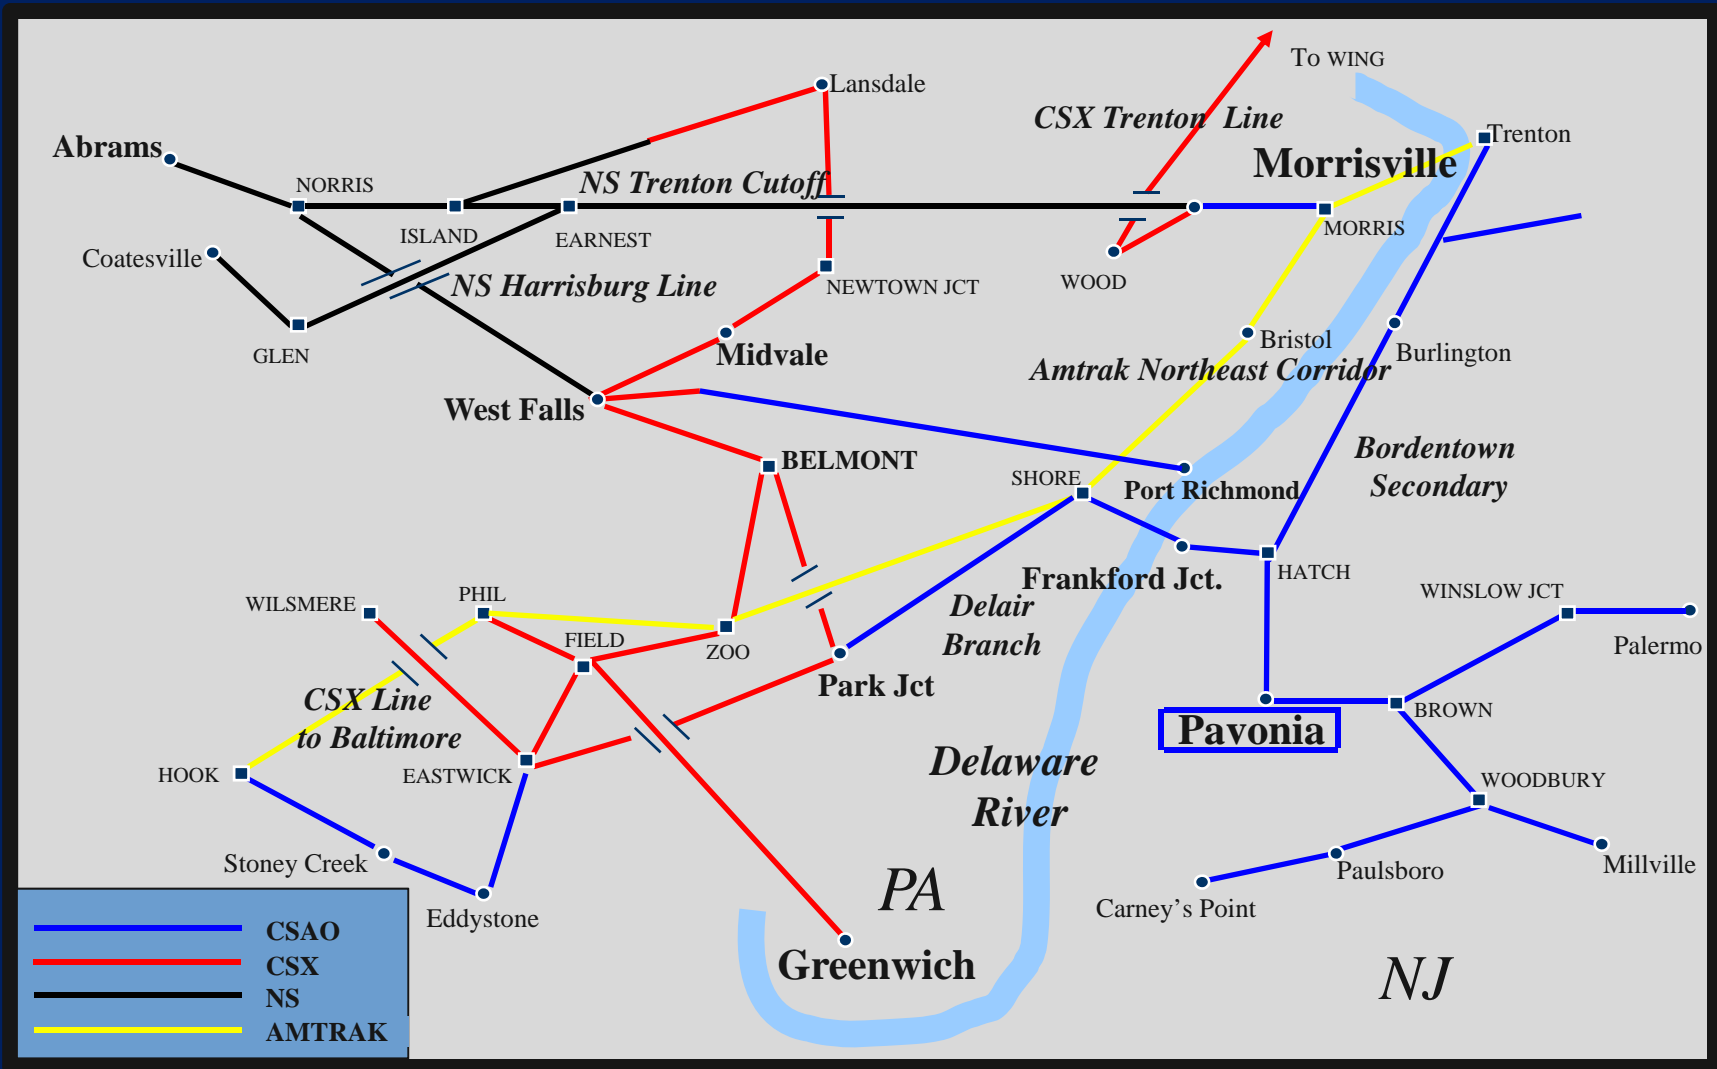 To WING
Lansdale
CSX Trenton Line
Trenton
Abrams
Morrisville
NORRIS
NS Trenton Cutoff
ISLAND
EARNEST
MORRIS
Coatesville
NS Harrisburg Line
NEWTOWN JCT
WOOD
GLEN
Midvale
Bristol
Burlington
Amtrak Northeast Corridor
West Falls
BELMONT
Bordentown
Secondary
SHORE
Port Richmond
Frankford Jct.
HATCH
WILSMERE
PHIL
WINSLOW JCT
Delair
Branch
FIELD
ZOO
Palermo
Park Jct
CSX Line
to Baltimore
BROWN
Pavonia
HOOK
EASTWICK
Delaware
River
WOODBURY
Stoney Creek
Paulsboro
Millville
Eddystone
PA
Carney’s Point
Greenwich
NJ
CSAO
CSX
NS
AMTRAK